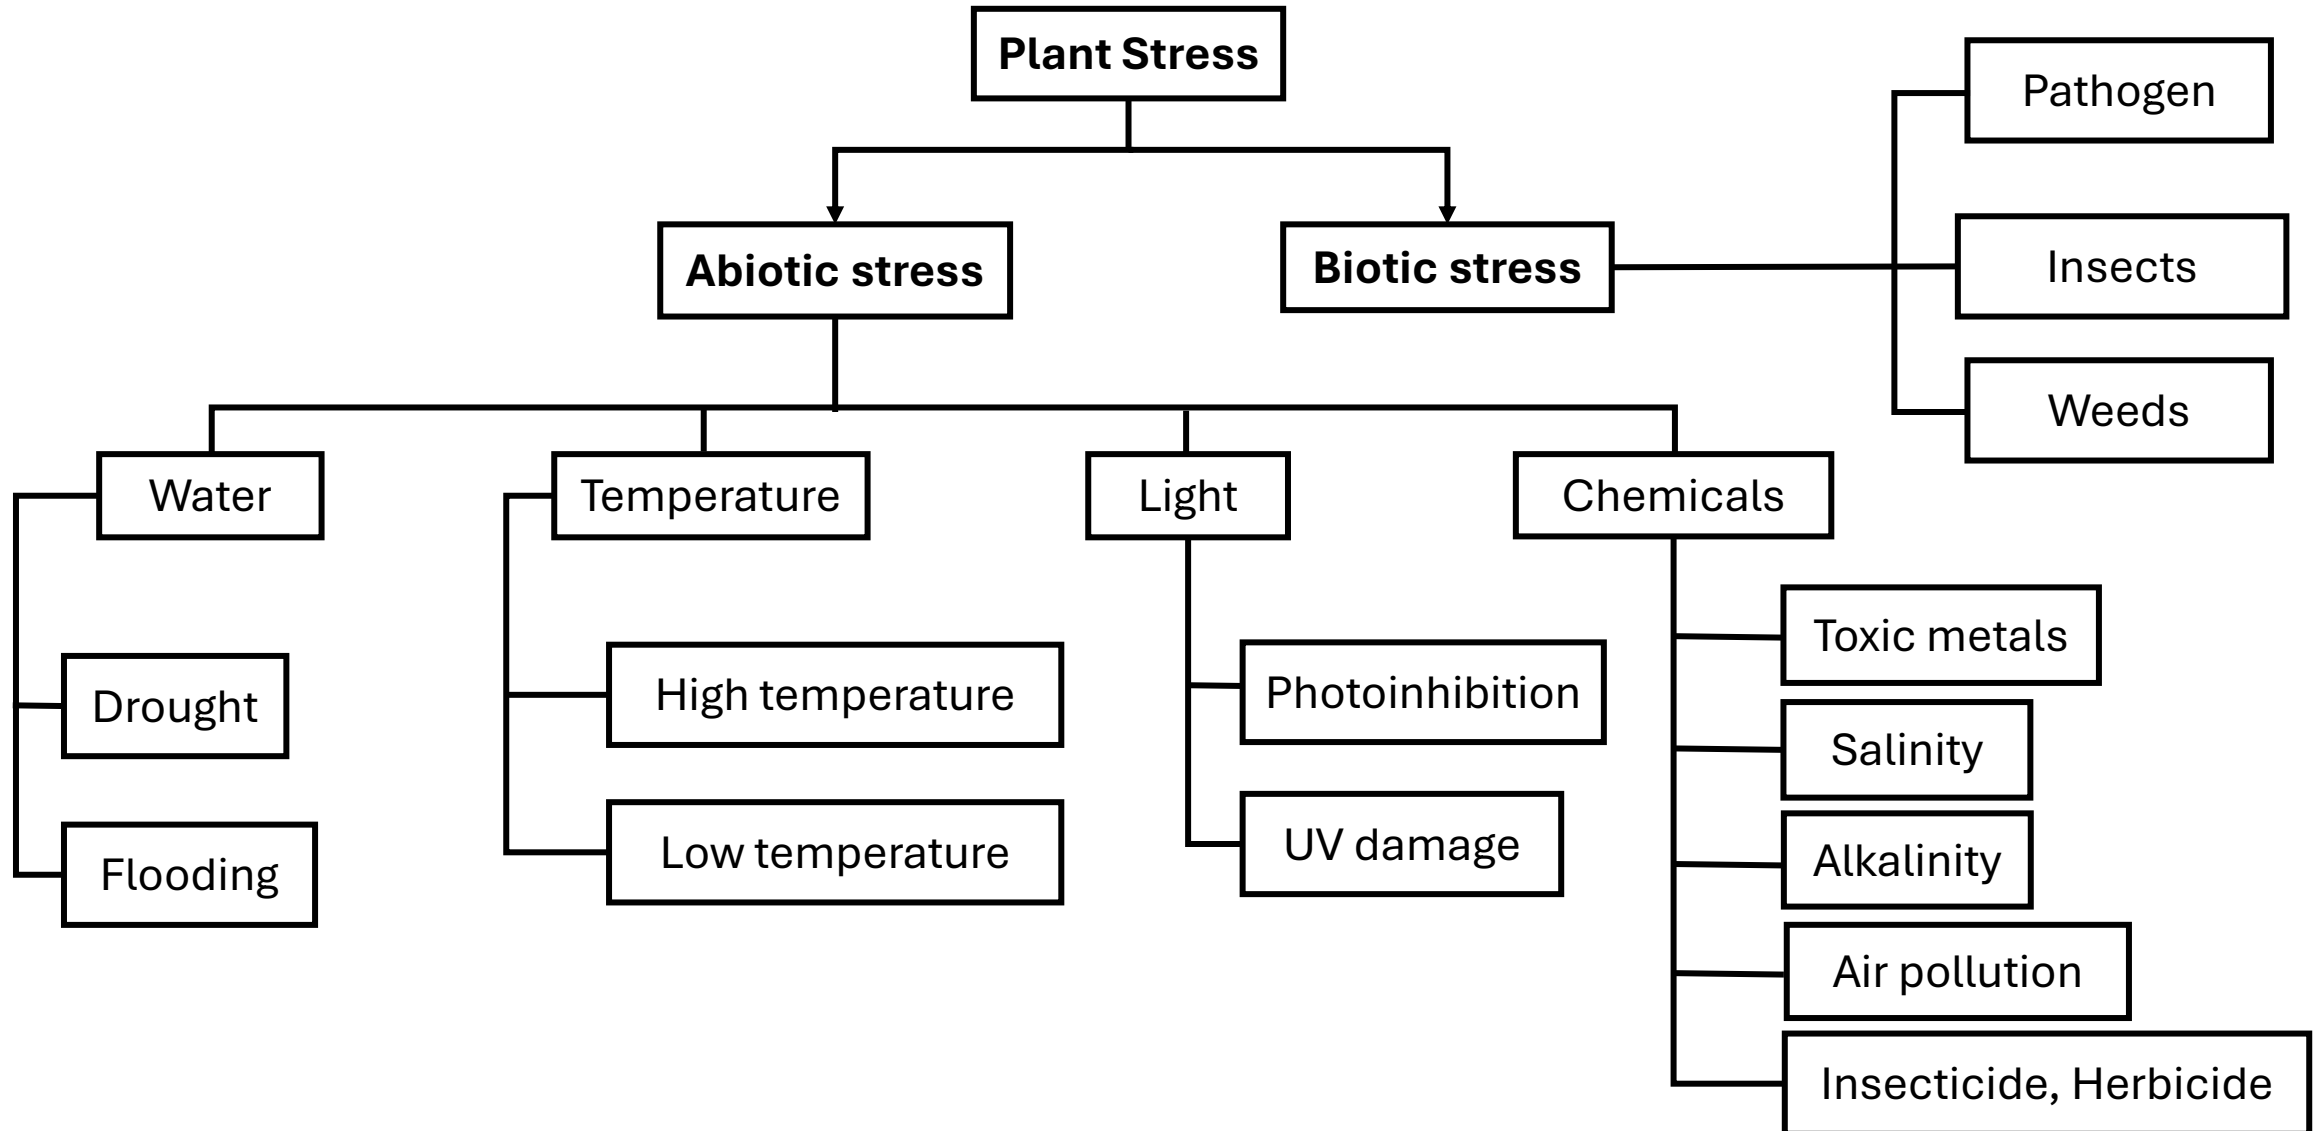 Plant Stress
Abiotic stress
Biotic stress
Pathogen
Insects
Weeds
Water
Temperature
Light
Chemicals
Drought
Flooding
High temperature
Low temperature
Photoinhibition
UV damage
Toxic metals
Salinity
Alkalinity
Air pollution
Insecticide, Herbicide